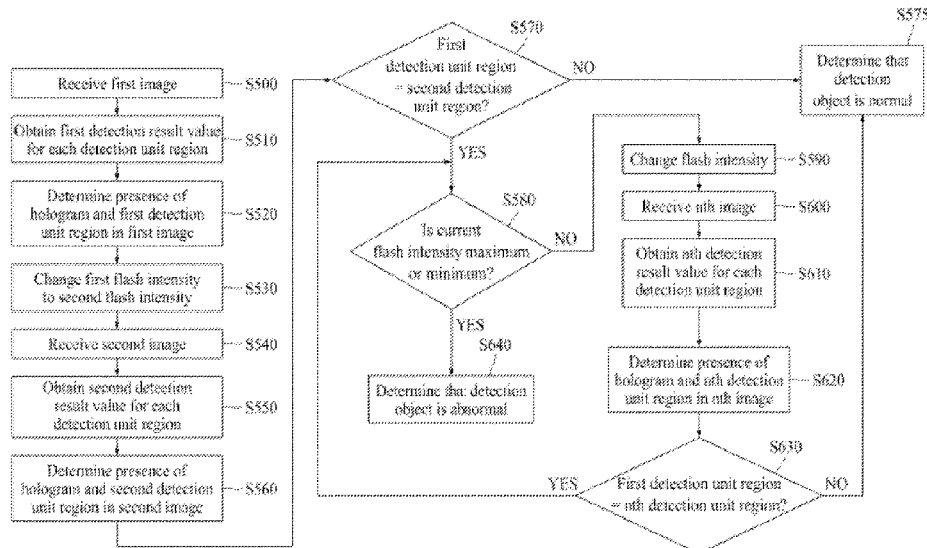 Receive first image
S500
Obtain first detection result value
for each detection unit region
S510
Determine presence of
hologram and first detection
unit region in first image
S520
Change first flash intensity
to second flash intensity
S530
Receive second image
S540
Obtain second detection
result value for each
detection unit region
S550
Determine presence of
hologram and second detection
unit region in second image
S560
S570
First
detection unit region
= second detection
unit region?
NO
YES
S575
Determine that
detection
object is normal
S580
Is current
flash intensity maximum
or minimum?
NO
YES
S640
Determine that detection
object is abnormal
Change flash intensity
S590
Receive nth image
S600
Obtain nth detection
result value for each
detection unit region
S610
Determine presence of
hologram and nth detection
unit region in nth image
S620
S630
First detection unit region
= nth detection unit region?
YES
NO